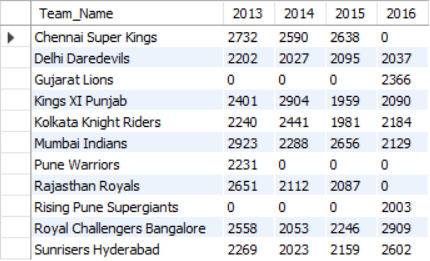 Team_Name 2013 2014 2015 2016
Chennai Super Kings 2732 2590 2638 0
Delhi Daredevils 2202 2027 2095 2037
Gujarat Lions 0 0 0 2366
Kings XI Punjab 2401 2904 1959 2090
Kolkata Knight Riders 2240 2441 1981 2184
Mumbai Indians 2923 2288 2656 2129
Pune Warriors 2231 0 0 0
Rajasthan Royals 2651 2112 2087 0
Rising Pune Supergiants 0 0 0 2003
Royal Challengers Bangalore 2558 2053 2246 2909
Sunrisers Hyderabad 2269 2023 2159 2602